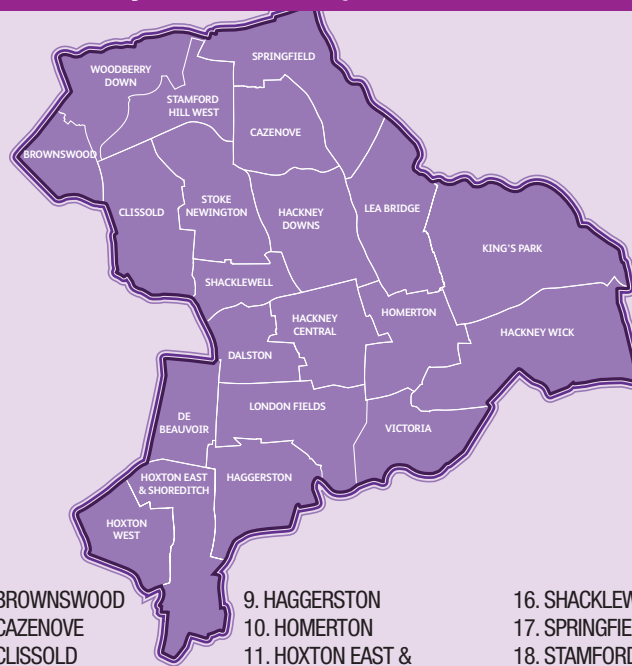 SPRINGFIELD
WOODBERRY
DOWN
STAMFORD
HILL WEST
CAZENOVE
BROWNSWOOD
CLISSOLD
STOKE
NEWINGTON
HACKNEY
DOWNS
LEA BRIDGE
KING'S PARK
SHACKLEWELL
HACKNEY
CENTRAL
HOMERTON
HACKNEY WICK
DALSTON
LONDON FIELDS
DE
BEAUVOIR
VICTORIA
HOXTON EAST
& SHOREDITCH
HAGGERSTON
HOXTON
WEST
BROWNSWOOD
CAZENOVE
CLISSOLD
9. HAGGERSTON
10. HOMERTON
11. HOXTON EAST &
16. SHACKLEW
17. SPRINGFIE
18. STAMFORD